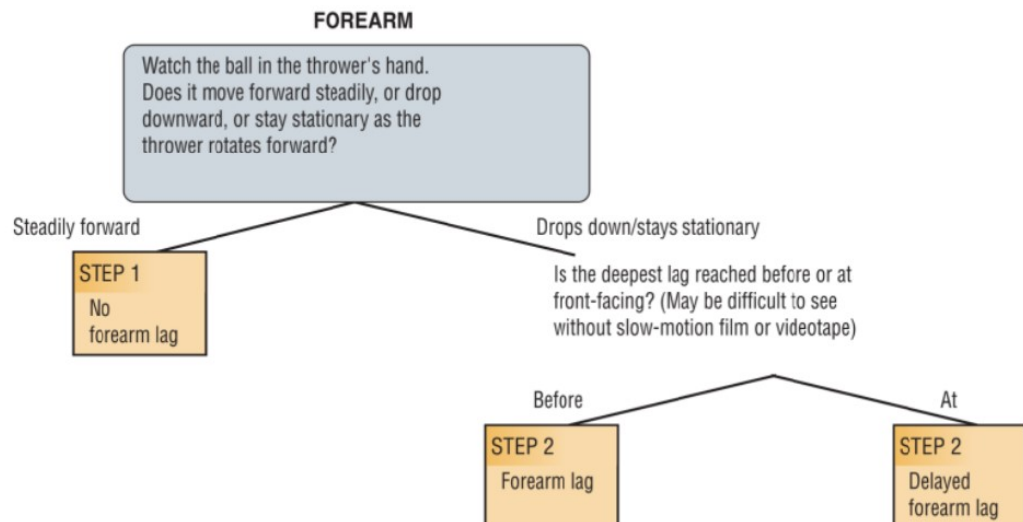 FOREARM
Watch the ball in the thrower's hand.
Does it move forward steadily, or drop
downward, or stay stationary as the
thrower rotates forward?
Steadily forward
Drops down/stays stationary
STEP 1
No
forearm lag
Is the deepest lag reached before or at
front-facing? (May be difficult to see
without slow-motion film or videotape)
Before
At
STEP 2
Forearm lag
STEP 2
Delayed
forearm lag